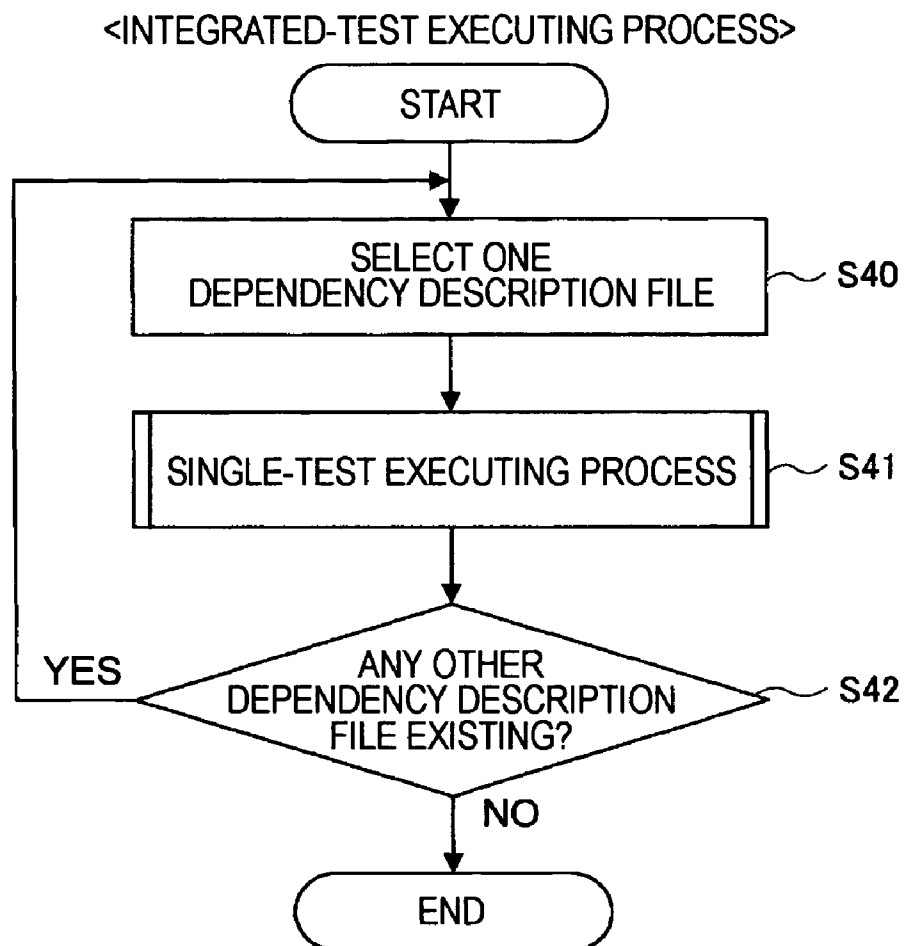 <INTEGRATED-TEST EXECUTING PROCESS>
START
SELECT ONE
DEPENDENCY DESCRIPTION FILE
S40
SINGLE-TEST EXECUTING PROCESS
S41
ANY OTHER
DEPENDENCY DESCRIPTION
FILE EXISTING?
S42
YES
NO
END